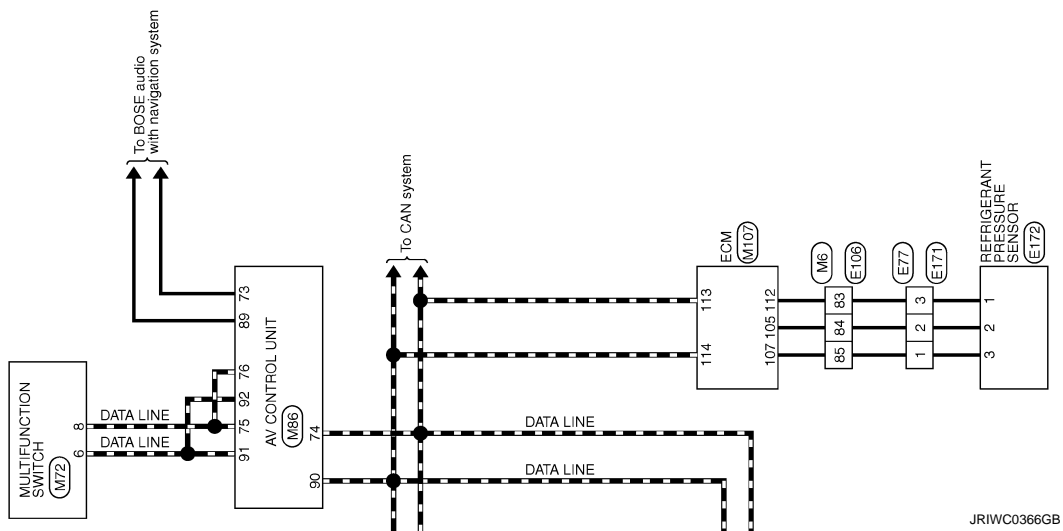 To BOSE audio
with navigation system
To CAN system
MULTIFUNCTION
SWITCH
M72
8
6
DATA LINE
DATA LINE
73
89
76
92
75
91
AV CONTROL UNIT
M86
74
90
DATA LINE
DATA LINE
ECM
M107
113
114
112
105
107
M6
E106
83
84
85
E77
E171
3
2
1
REFRIGERANT
PRESSURE
SENSOR
E172
1
2
3
JRIWC0366GB